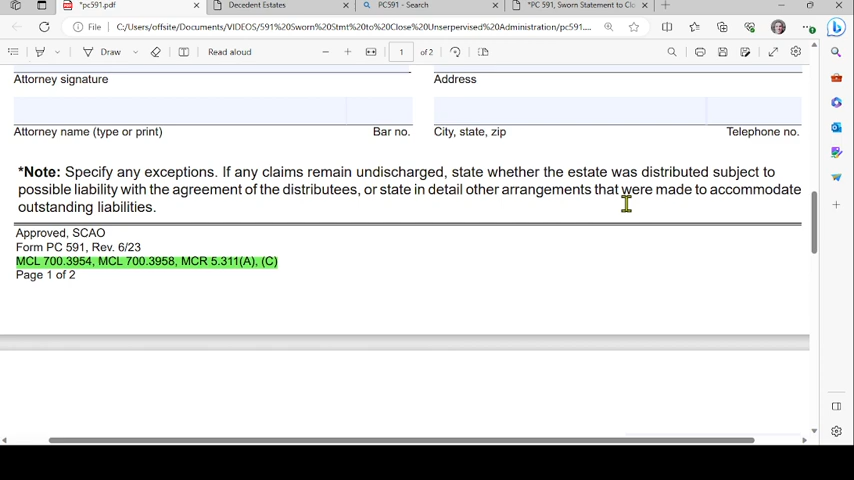 *pc591.pdf
Decedent Estates
PC591 - Search
*PC 591, Sworn Statement to Clo
File
C:/Users/offsite/Documents/VIDEOS/591%20Sworn%20Stmt%20to%20Close%20Unserpervised%20Administration/pc591....
Draw
Read aloud
1
of 2
Attorney signature
Address
Attorney name (type or print)
Bar no.
City, state, zip
Telephone no.
*Note: Specify any exceptions. If any claims remain undischarged, state whether the estate was distributed subject to
possible liability with the agreement of the distributees, or state in detail other arrangements that were made to accommodate
outstanding liabilities.
Approved, SCAO
Form PC 591, Rev. 6/23
MCL 700.3954, MCL 700.3958, MCR 5.311(A), (C)
Page 1 of 2